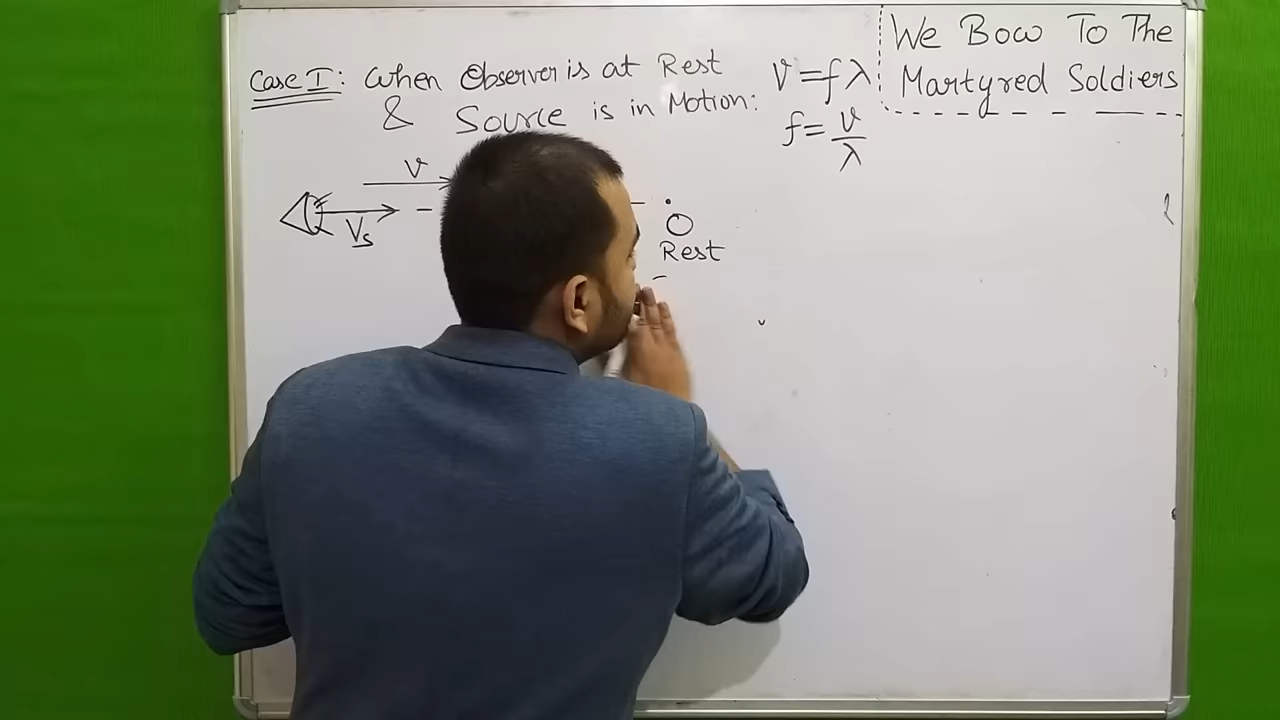 Case I: When Observer is at Rest
& Source is in Motion:
v = fλ
f = v/λ
We Bow To The
Martyred Soldiers
v
Vs
O
Rest